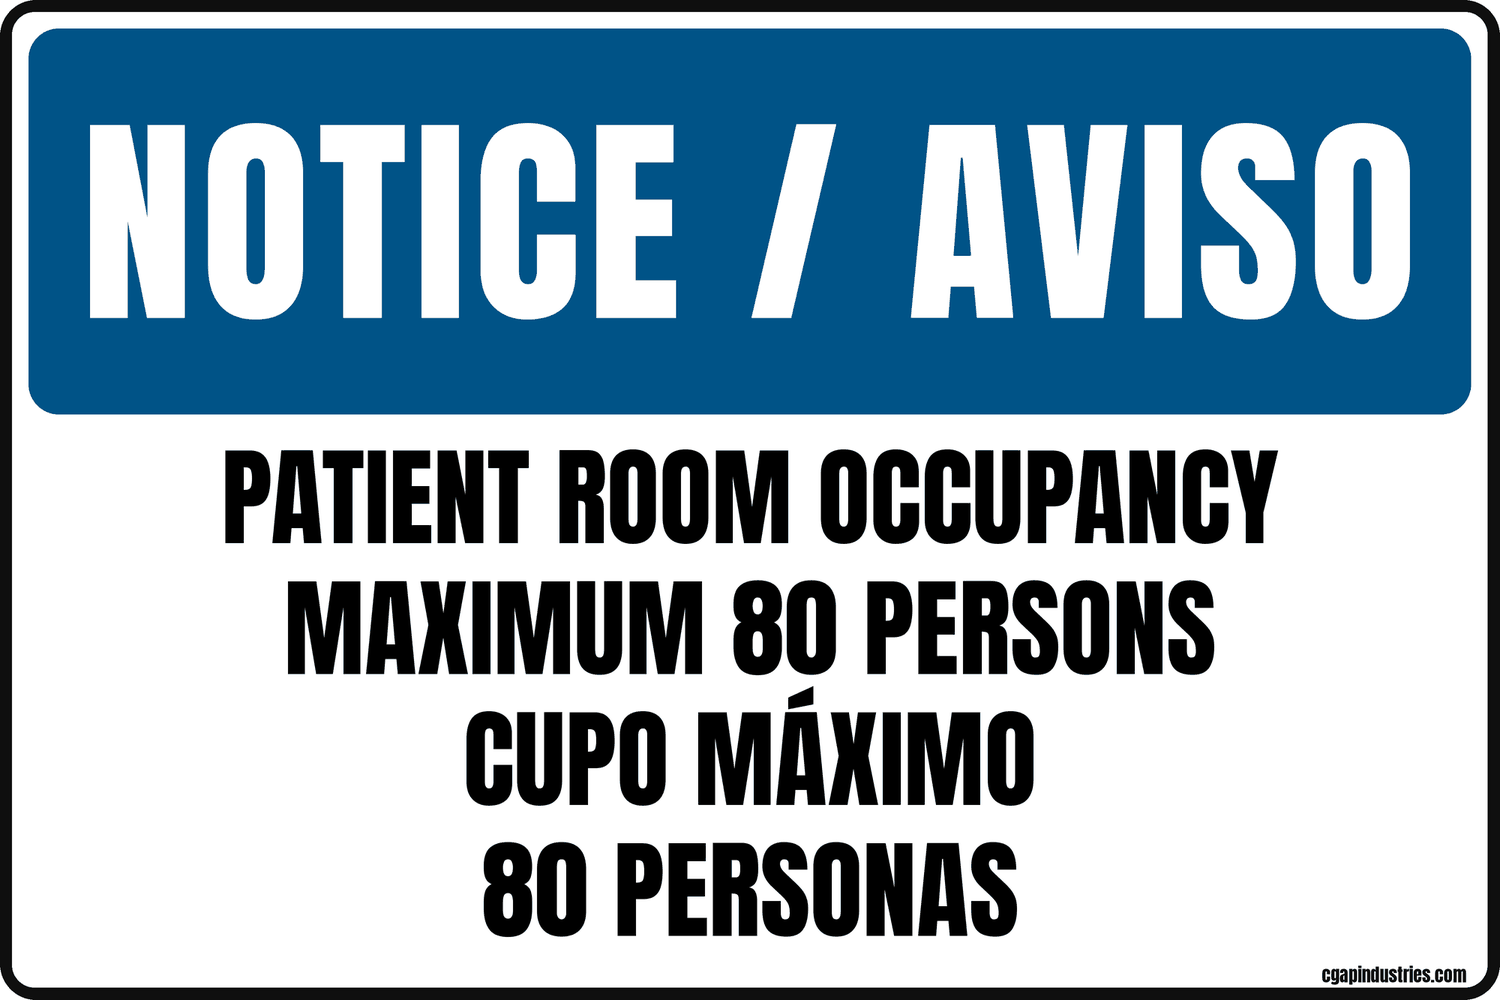 NOTICE / AVISO
PATIENT ROOM OCCUPANCY
MAXIMUM 80 PERSONS
CUPO MÁXIMO
80 PERSONAS
cgapindustries.com